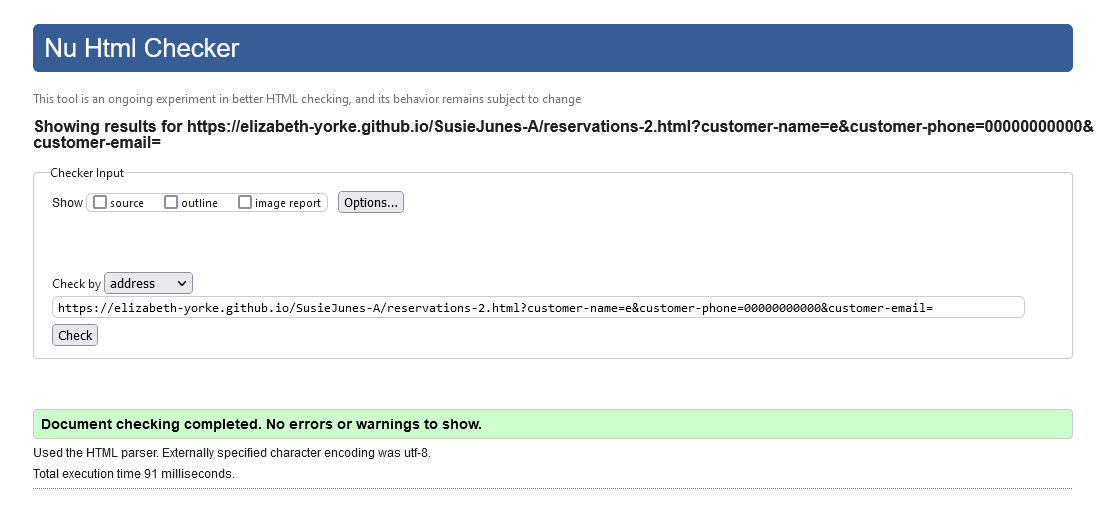 Nu Html Checker
This tool is an ongoing experiment in better HTML checking, and its behavior remains subject to change
Showing results for https://elizabeth-yorke.github.io/SusieJunes-A/reservations-2.html?customer-name=e&customer-phone=00000000000&
customer-email=
Checker Input
Show source outline image report Options...
Check by address
https://elizabeth-yorke.github.io/SusieJunes-A/reservations-2.html?customer-name=e&customer-phone=00000000000&customer-email=
Check
Document checking completed. No errors or warnings to show.
Used the HTML parser. Externally specified character encoding was utf-8.
Total execution time 91 milliseconds.